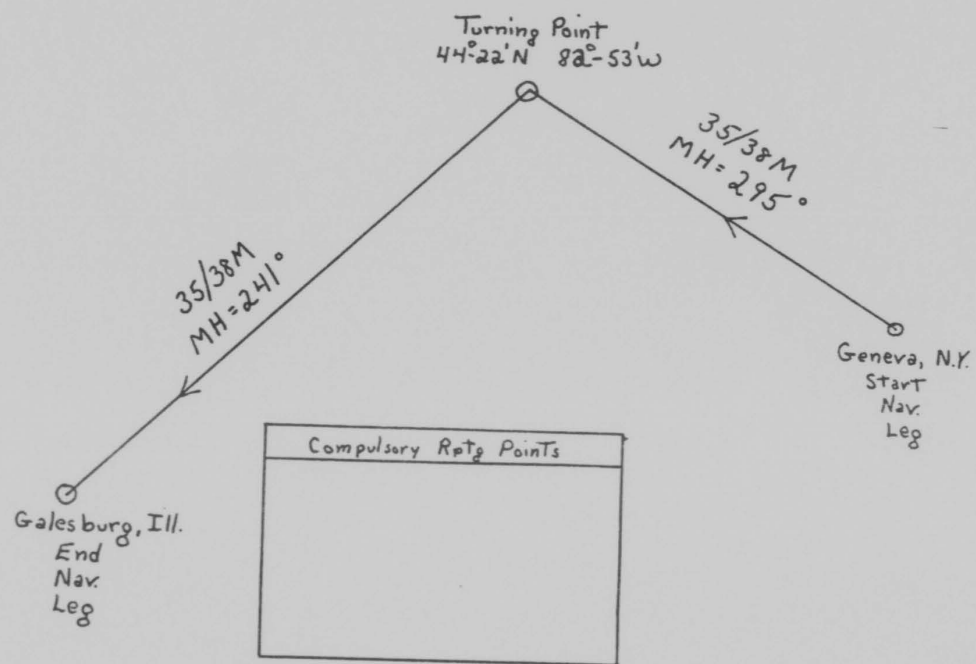 Turning Point
44°-22'N 82°-53'W
35/38M
MH= 295°
35/38M
MH= 241°
Geneva, N.Y.
Start
Nav.
Leg
Compulsory Rptg Points
Galesburg, Ill.
End
Nav.
Leg